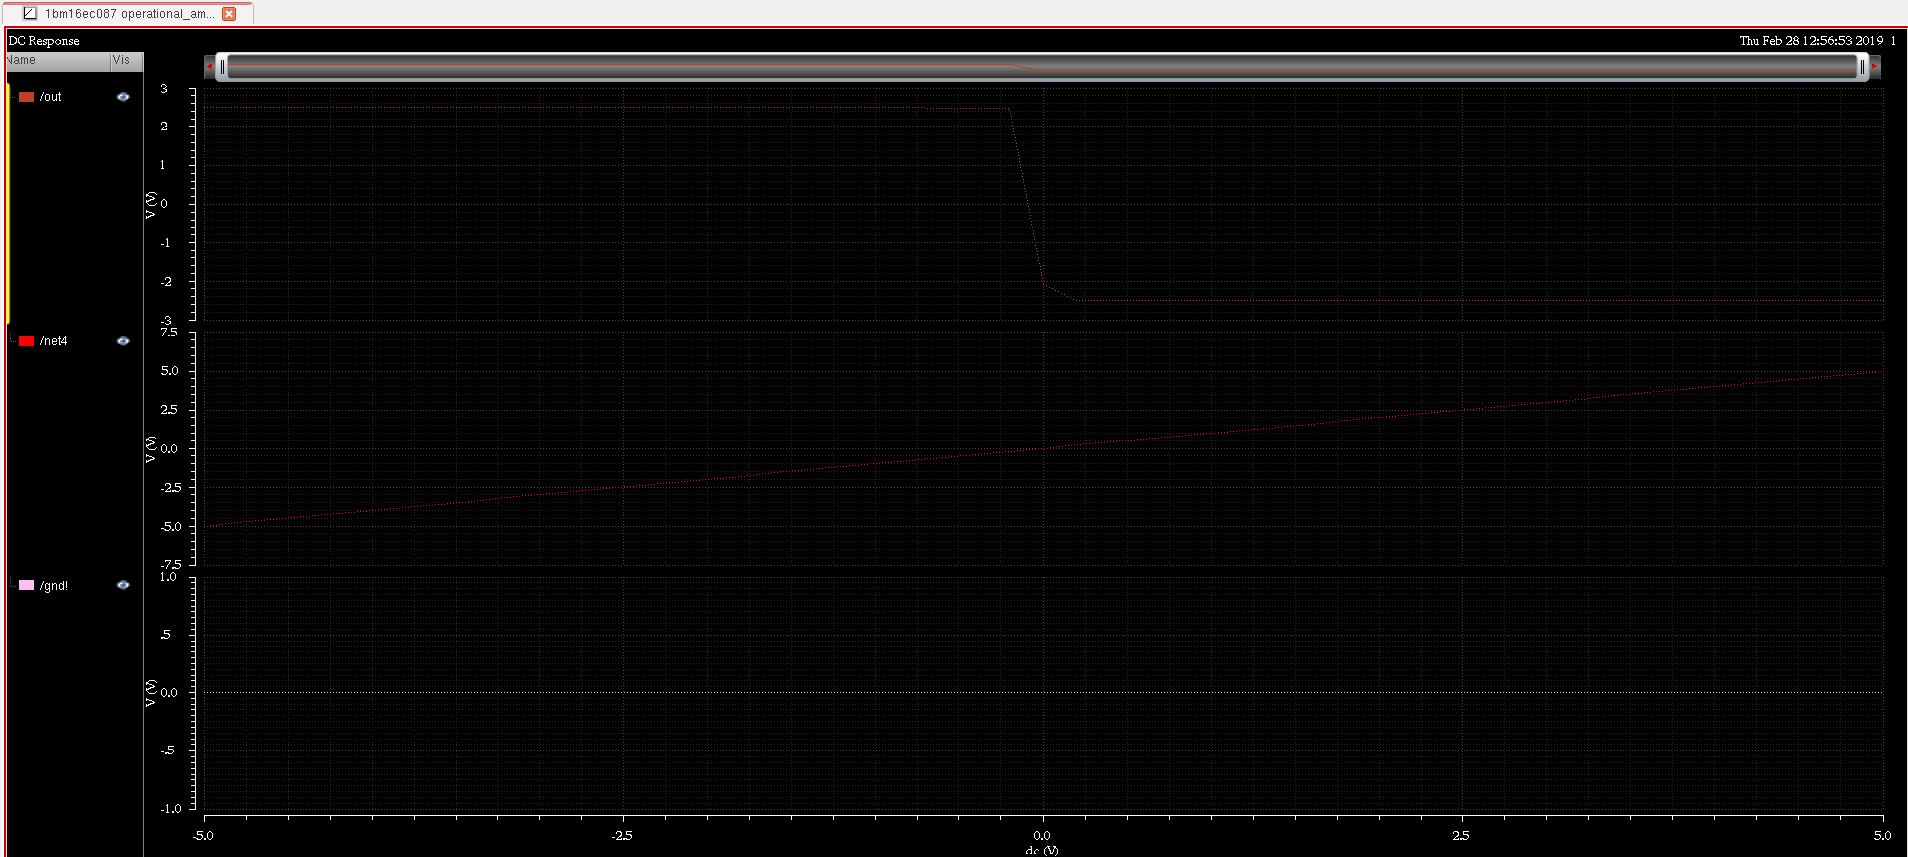 1bm16ec087 operational_am...
DC Response
Thu Feb 28 12:56:53 2019 1
Name Vis
/out
3
2
1
0
-1
-2
-3
V (V)
/net4
7.5
5.0
2.5
0.0
-2.5
-5.0
-7.5
V (V)
/gnd!
1.0
.5
0.0
-.5
-1.0
V (V)
-5.0 -2.5 0.0 2.5 5.0
dc (V)